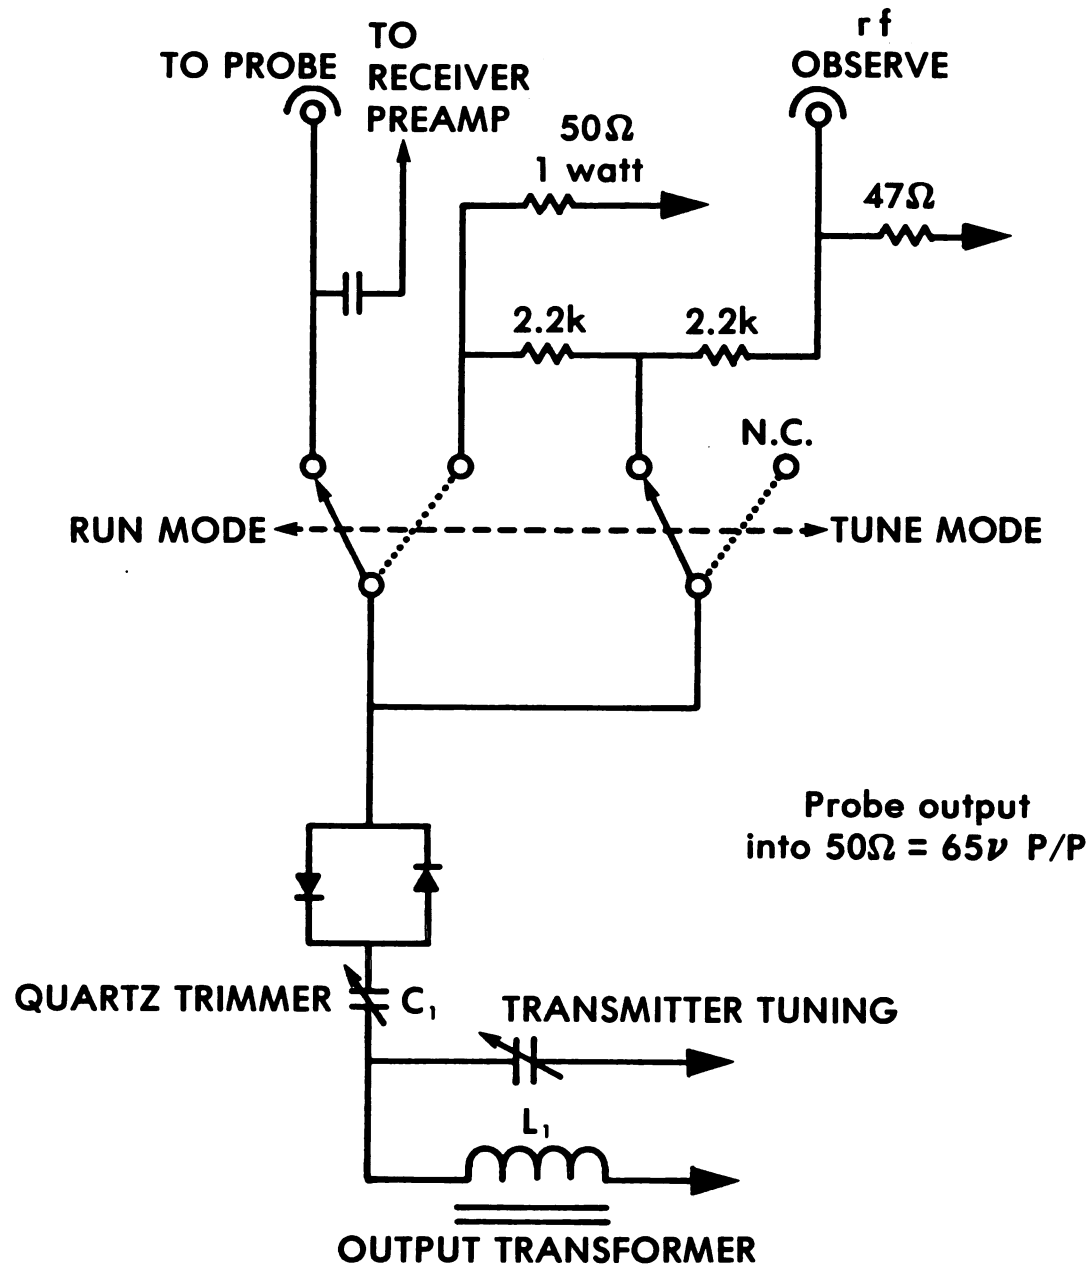 TO PROBE
TO
RECEIVER
PREAMP
rf
OBSERVE
50Ω
1 watt
47Ω
2.2k
2.2k
N.C.
RUN MODE
TUNE MODE
Probe output
into 50Ω = 65ν P/P
QUARTZ TRIMMER
C₁
TRANSMITTER TUNING
L₁
OUTPUT TRANSFORMER